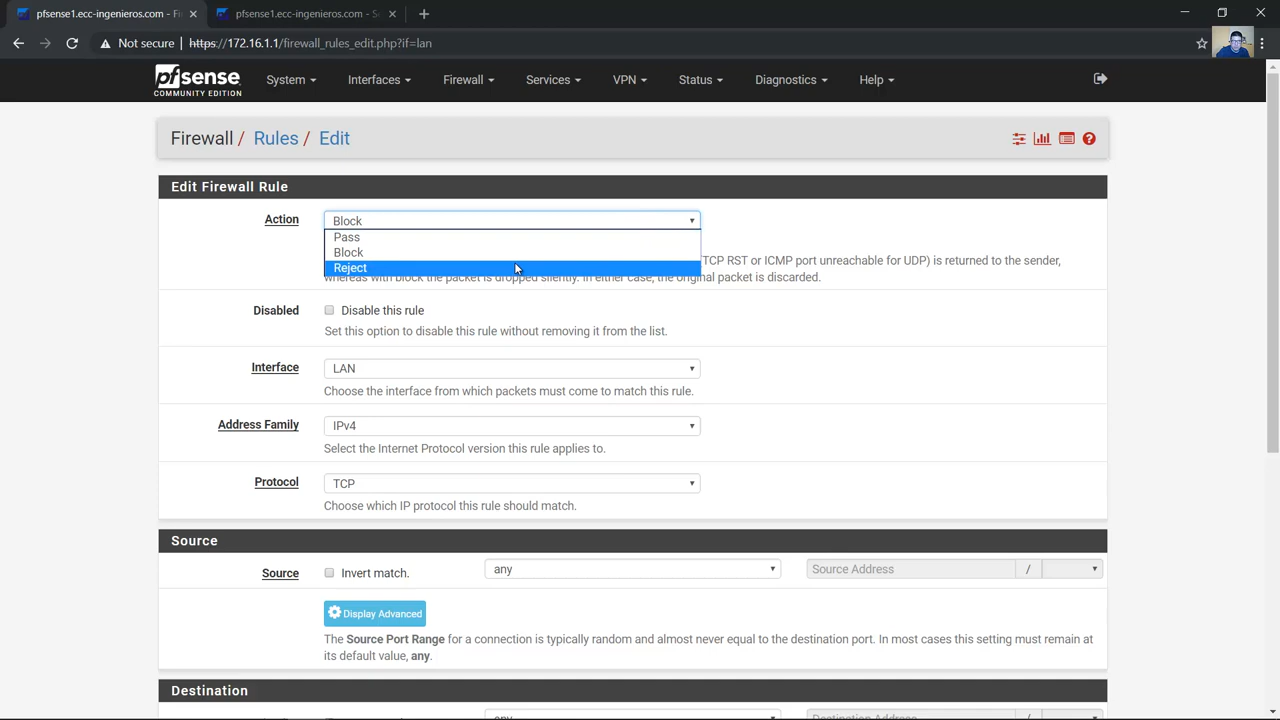 pfsense1.ecc-ingenieros.com - Fi
pfsense1.ecc-ingenieros.com - Se
Not secure https://172.16.1.1/firewall_rules_edit.php?if=lan
pfsense
COMMUNITY EDITION
System
Interfaces
Firewall
Services
VPN
Status
Diagnostics
Help
Firewall / Rules / Edit
Edit Firewall Rule
Action
Block
Pass
Block
Reject
TCP RST or ICMP port unreachable for UDP) is returned to the sender,
whereas with block the packet is dropped silently. In either case, the original packet is discarded.
Disabled
Disable this rule
Set this option to disable this rule without removing it from the list.
Interface
LAN
Choose the interface from which packets must come to match this rule.
Address Family
IPv4
Select the Internet Protocol version this rule applies to.
Protocol
TCP
Choose which IP protocol this rule should match.
Source
Source
Invert match.
any
Source Address
/
Display Advanced
The Source Port Range for a connection is typically random and almost never equal to the destination port. In most cases this setting must remain at
its default value, any.
Destination
any
Destination Address
/